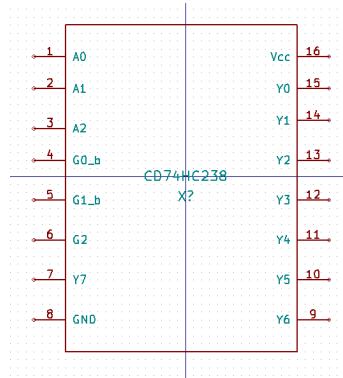 1 A0 Vcc 16
2 A1 Y0 15
Y1 14
3 A2
4 G0_b Y2 13
CD74HC238
X?
5 G1_b Y3 12
6 G2 Y4 11
7 Y7 Y5 10
8 GND Y6 9